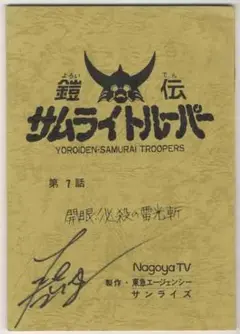 よろい でん
鎧 伝
サムライトルーパー
YOROIDEN-SAMURAI TROOPERS
第7話
開眼!必殺の雷光斬
Nagoya TV
制作・東急エージェンシー
サンライズ